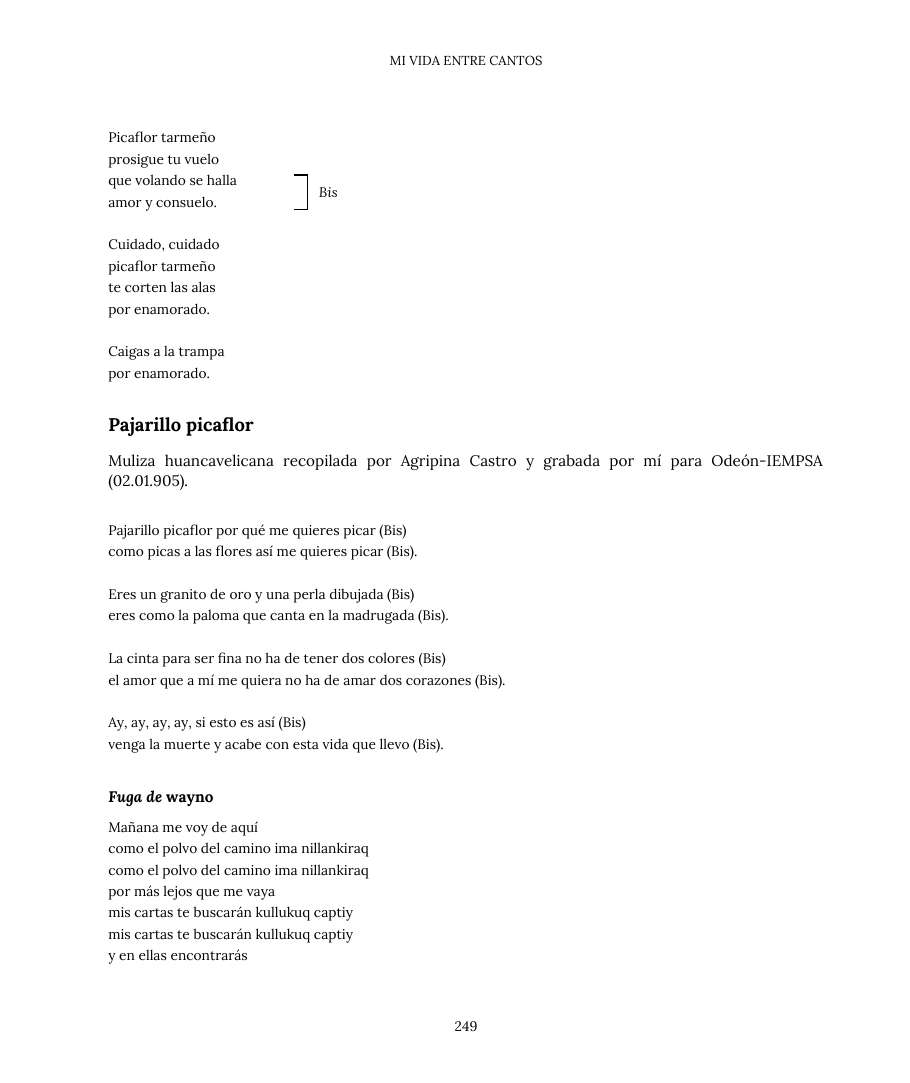 MI VIDA ENTRE CANTOS
Picaflor tarmeño
prosigue tu vuelo
que volando se halla
amor y consuelo.
Bis
Cuidado, cuidado
picaflor tarmeño
te corten las alas
por enamorado.
Caigas a la trampa
por enamorado.
Pajarillo picaflor
Muliza huancavelicana recopilada por Agripina Castro y grabada por mí para Odeón-IEMPSA
(02.01.905).
Pajarillo picaflor por qué me quieres picar (Bis)
como picas a las flores así me quieres picar (Bis).
Eres un granito de oro y una perla dibujada (Bis)
eres como la paloma que canta en la madrugada (Bis).
La cinta para ser fina no ha de tener dos colores (Bis)
el amor que a mí me quiera no ha de amar dos corazones (Bis).
Ay, ay, ay, ay, si esto es así (Bis)
venga la muerte y acabe con esta vida que llevo (Bis).
Fuga de wayno
Mañana me voy de aquí
como el polvo del camino ima nillankiraq
como el polvo del camino ima nillankiraq
por más lejos que me vaya
mis cartas te buscarán kullukuq captiy
mis cartas te buscarán kullukuq captiy
y en ellas encontrarás
249